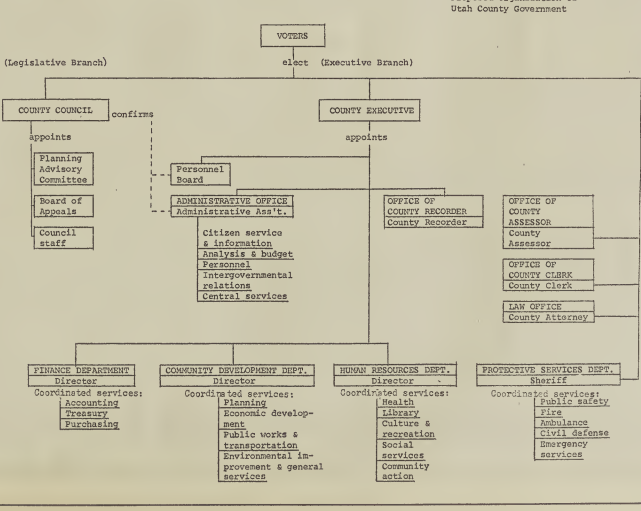 Utah County Government
VOTERS
(Legislative Branch)
elect (Executive Branch)
COUNTY COUNCIL
confirms
COUNTY EXECUTIVE
appoints
appoints
Planning
Advisory
Committee
Board of
Appeals
Council
staff
Personnel
Board
ADMINISTRATIVE OFFICE
Administrative Ass't.
Citizen service
& information
Analysis & budget
Personnel
Intergovernmental
relations
Central services
OFFICE OF
COUNTY RECORDER
County Recorder
OFFICE OF
COUNTY
ASSESSOR
County
Assessor
OFFICE OF
COUNTY CLERK
County Clerk
LAW OFFICE
County Attorney
FINANCE DEPARTMENT
Director
Coordinated services:
Accounting
Treasury
Purchasing
COMMUNITY DEVELOPMENT DEPT.
Director
Coordinated services:
Planning
Economic develop-
ment
Public works &
transportation
Environmental im-
provement & general
services
HUMAN RESOURCES DEPT.
Director
Coordinated services:
Health
Library
Culture &
recreation
Social
services
Community
action
PROTECTIVE SERVICES DEPT.
Sheriff
Coordinated services:
Public safety
Fire
Ambulance
Civil defense
Emergency
services